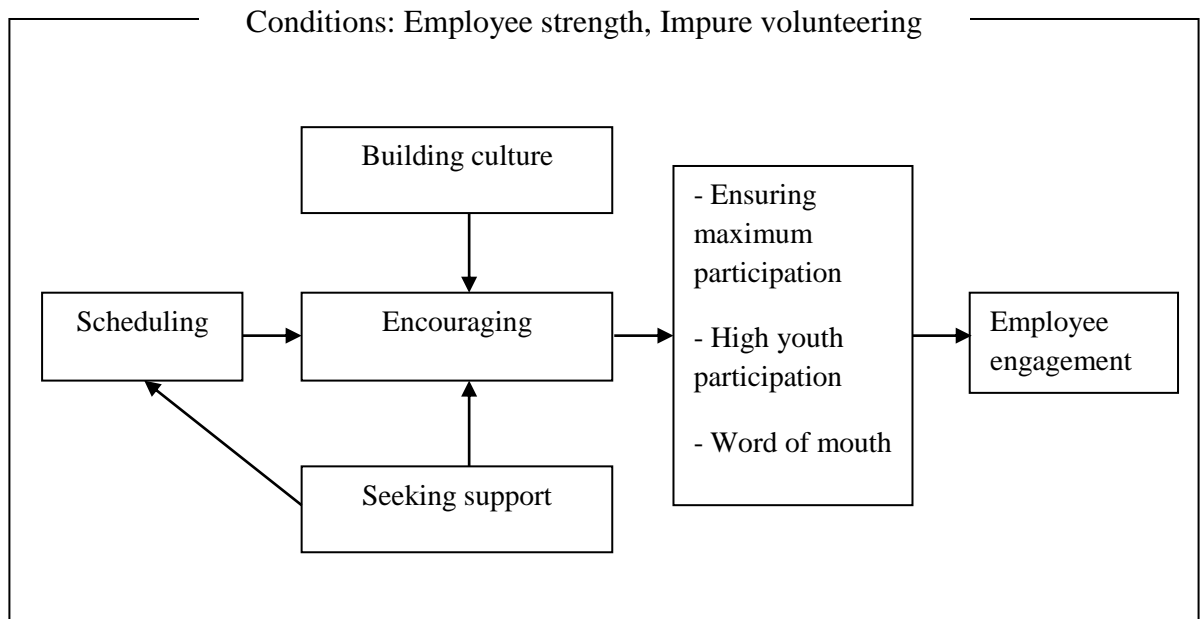 Conditions: Employee strength, Impure volunteering
Building culture
- Ensuring
maximum
participation
Scheduling
Encouraging
- High youth
participation
Employee
engagement
- Word of mouth
Seeking support